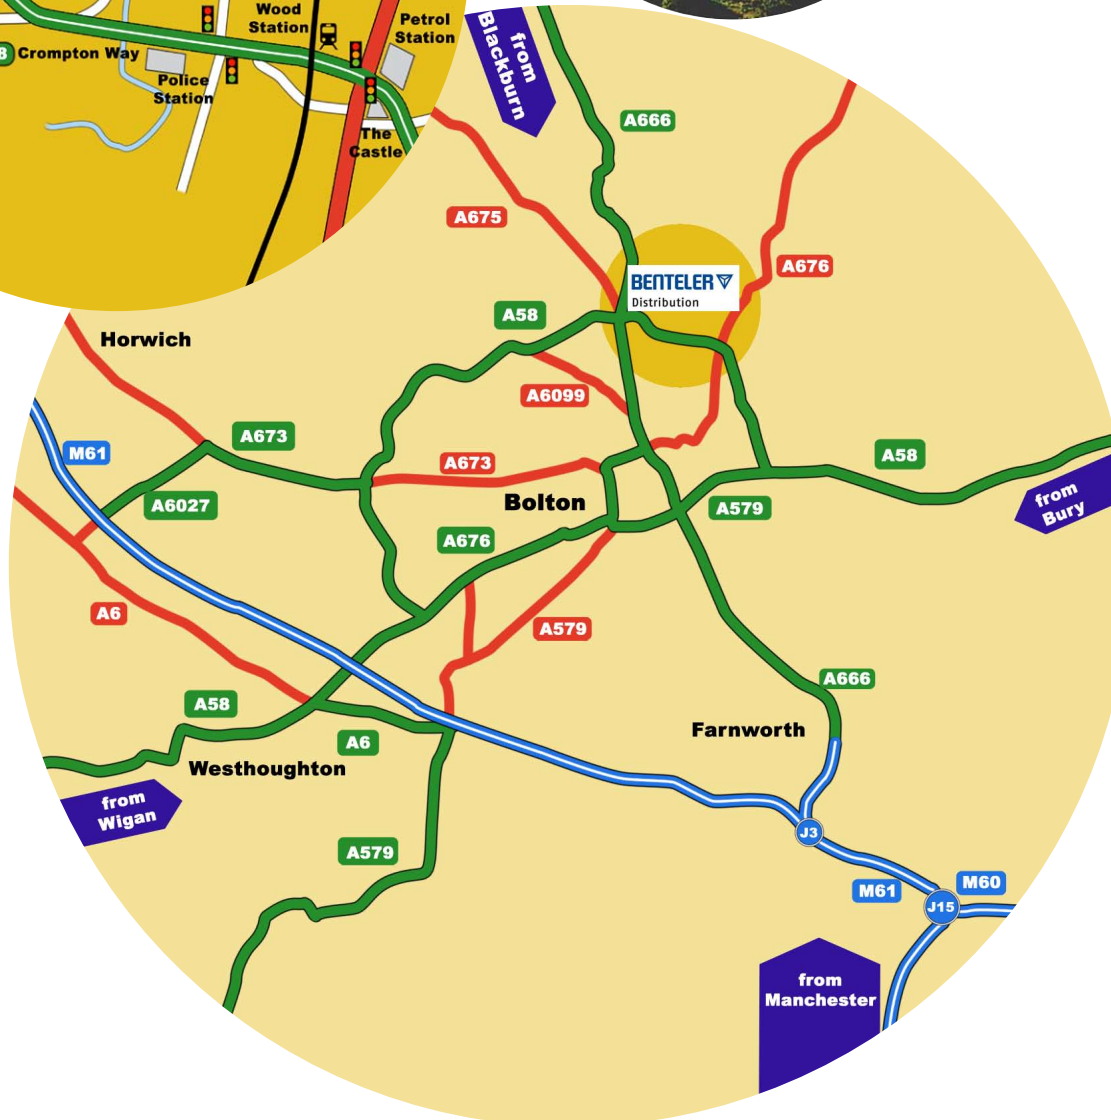 Wood
Station
Petrol
Station
8
Crompton Way
Police
Station
The
Castle
from
Blackburn
A666
A675
A676
BENTELER
Distribution
A58
Horwich
A6099
A673
M61
A673
A58
A6027
Bolton
A579
from
Bury
A676
A6
A579
A666
A58
Farnworth
A6
Westhoughton
from
Wigan
J3
A579
M61
M60
J15
from
Manchester